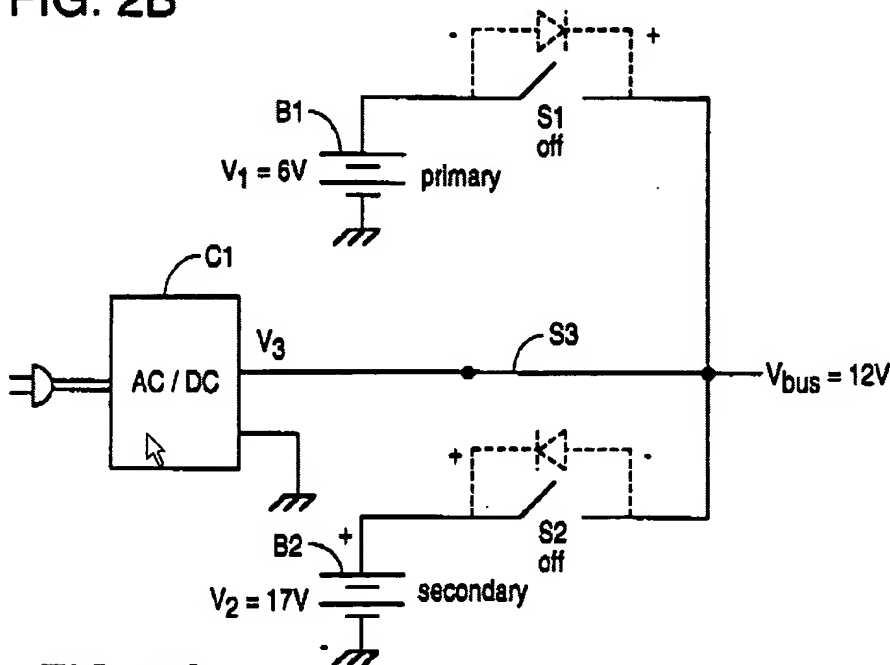 FIG. 2B
- +
B1
S1
off
V1 = 6V
primary
C1
V3
S3
AC / DC
Vbus = 12V
+ -
+
B2
S2
off
V2 = 17V
secondary
-